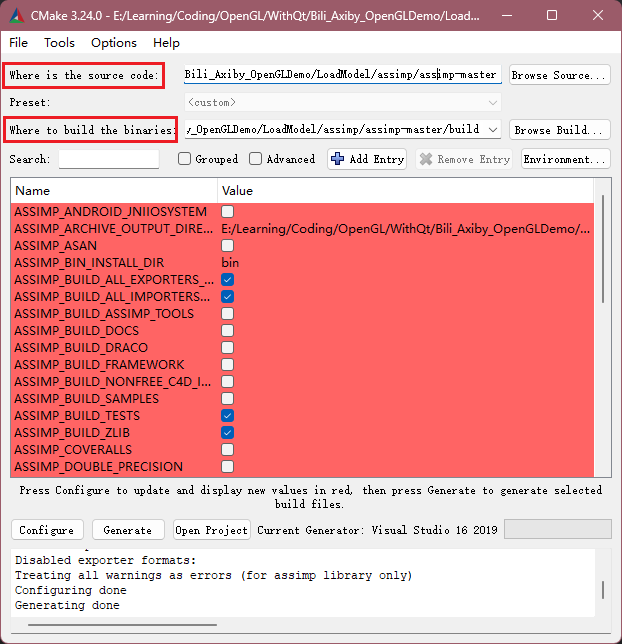 CMake 3.24.0 - E:/Learning/Coding/OpenGL/WithQt/Bili_Axiby_OpenGLDemo/Load...
File Tools Options Help
Where is the source code: Bili_Axiby_OpenGLDemo/LoadModel/assimp/assimp-master Browse Source...
Preset: <custom>
Where to build the binaries: y_OpenGLDemo/LoadModel/assimp/assimp-master/build Browse Build...
Search: Grouped Advanced Add Entry Remove Entry Environment...
Name Value
ASSIMP_ANDROID_JNIIOSYSTEM
ASSIMP_ARCHIVE_OUTPUT_DIRE... E:/Learning/Coding/OpenGL/WithQt/Bili_Axiby_OpenGLDemo/...
ASSIMP_ASAN
ASSIMP_BIN_INSTALL_DIR bin
ASSIMP_BUILD_ALL_EXPORTERS_...
ASSIMP_BUILD_ALL_IMPORTERS...
ASSIMP_BUILD_ASSIMP_TOOLS
ASSIMP_BUILD_DOCS
ASSIMP_BUILD_DRACO
ASSIMP_BUILD_FRAMEWORK
ASSIMP_BUILD_NONFREE_C4D_I...
ASSIMP_BUILD_SAMPLES
ASSIMP_BUILD_TESTS
ASSIMP_BUILD_ZLIB
ASSIMP_COVERALLS
ASSIMP_DOUBLE_PRECISION
Press Configure to update and display new values in red, then press Generate to generate selected
build files.
Configure Generate Open Project Current Generator: Visual Studio 16 2019
Disabled exporter formats:
Treating all warnings as errors (for assimp library only)
Configuring done
Generating done